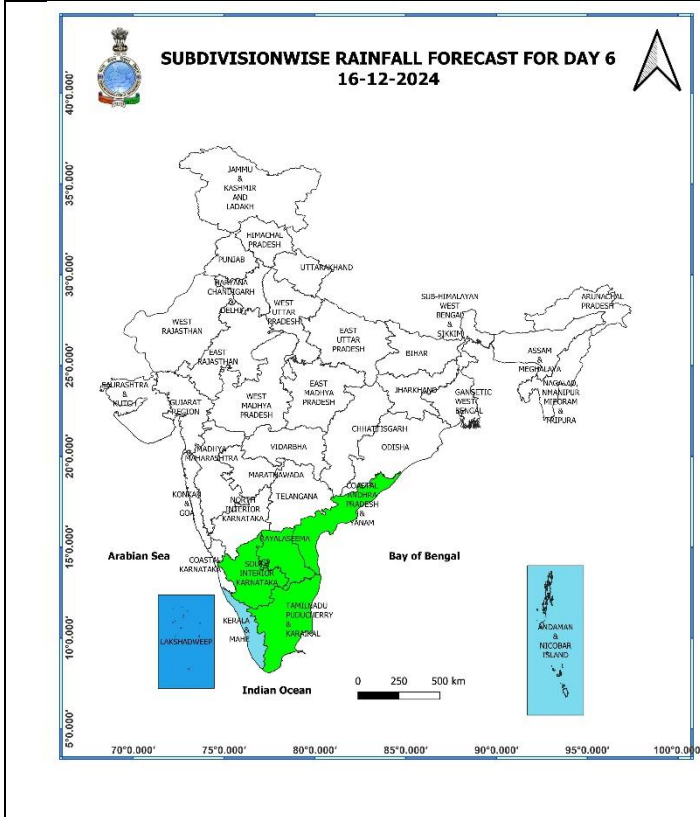 SUBDIVISIONWISE RAINFALL FORECAST FOR DAY 6
16-12-2024
40°0.000'
35°0.000'
30°0.000'
25°0.000'
20°0.000'
15°0.000'
10°0.000'
5°0.000'
JAMMU
&
KASHMIR
AND
LADAKH
HIMACHAL
PRADESH
PUNJAB
UTTARAKHAND
HARYANA
CHANDIGARH
&
DELHI
WEST
UTTAR
PRADESH
SUB-HIMALAYAN
WEST
BENGAL
&
SIKKIM
ARUNACHAL
PRADESH
WEST
RAJASTHAN
EAST
UTTAR
PRADESH
EAST
RAJASTHAN
BIHAR
ASSAM
&
MEGHALAYA
SAURASHTRA
&
KUTCH
GUJARAT
REGION
WEST
MADHYA
PRADESH
EAST
MADHYA
PRADESH
JHARKHAND
GANGETIC
WEST
BENGAL
&
TRIPURA
CHHATTISGARH
ODISHA
MADHYA
MAHARASHTRA
VIDARBHA
MARATHAWADA
TELANGANA
COASTAL
ANDHRA
PRADESH
&
YANAM
KONKAN
&
GOA
NORTH
INTERIOR
KARNATAKA
RAYALASEEMA
Arabian Sea
Bay of Bengal
COASTAL
KARNATAKA
SOUTH
INTERIOR
KARNATAKA
TAMILNADU
PUDUCHERRY
&
KARAIKAL
KERALA
&
MAHE
LAKSHADWEEP
ANDAMAN
&
NICOBAR
ISLAND
Indian Ocean
0 250 500 km
70°0.000' 75°0.000' 80°0.000' 85°0.000' 90°0.000' 95°0.000' 100°0.000'